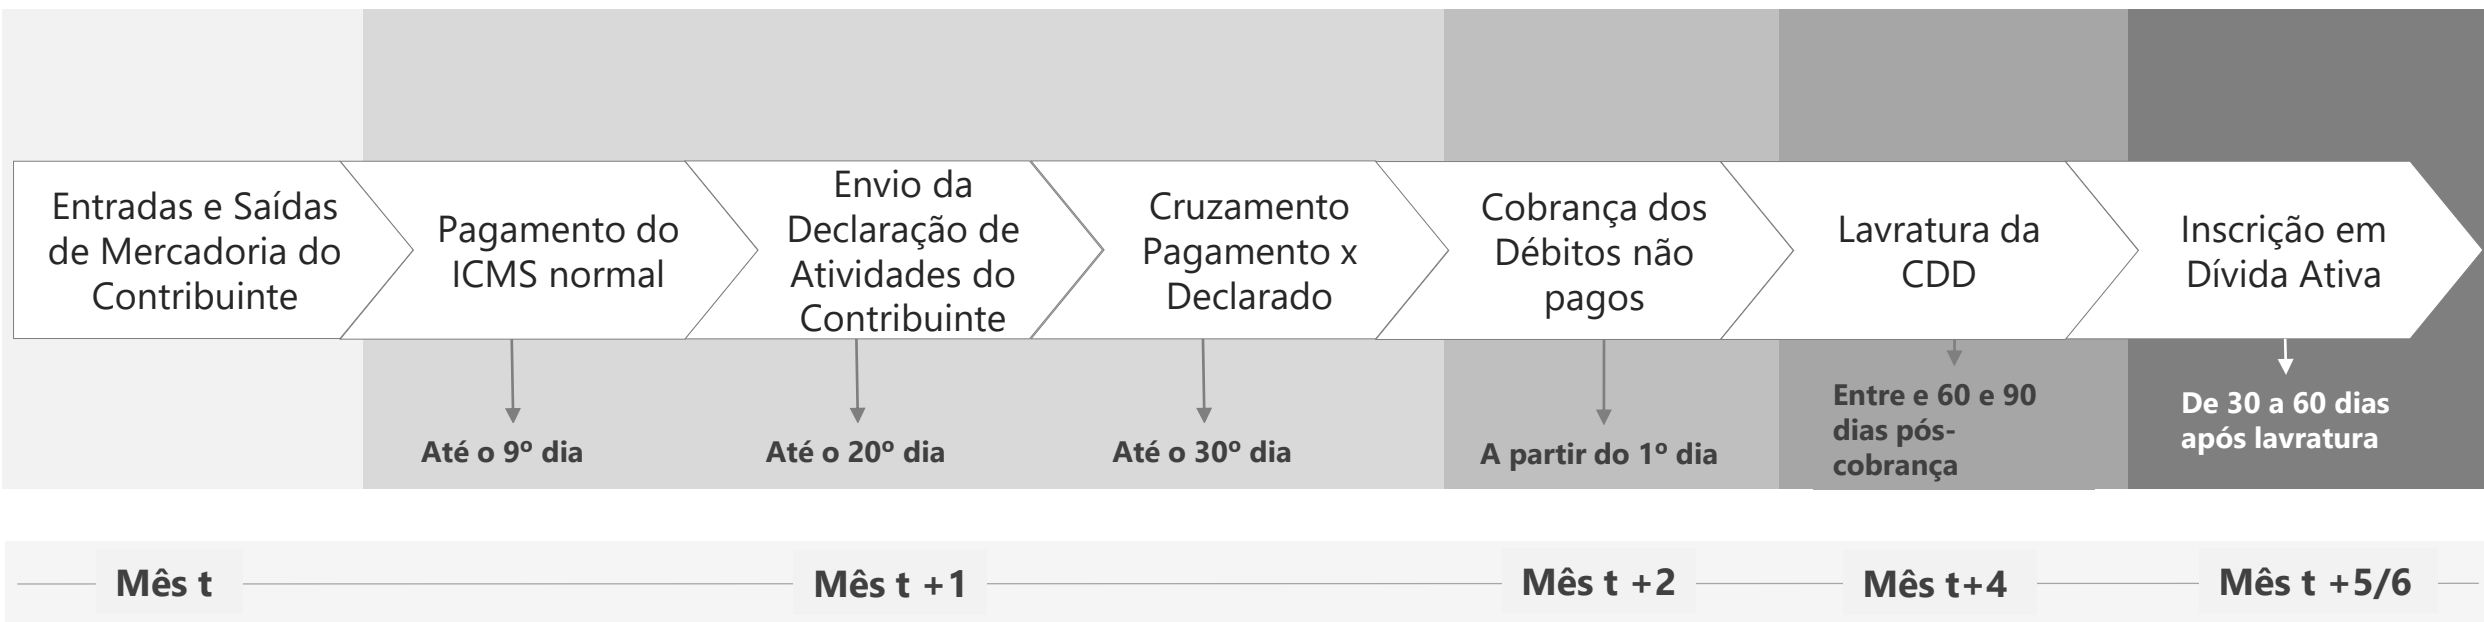 Entradas e Saídas
de Mercadoria do
Contribuinte
Pagamento do
ICMS normal
Envio da
Declaração de
Atividades do
Contribuinte
Cruzamento
Pagamento x
Declarado
Cobrança dos
Débitos não
pagos
Lavratura da
CDD
Inscrição em
Dívida Ativa
Até o 9º dia
Até o 20º dia
Até o 30º dia
A partir do 1º dia
Entre e 60 e 90
dias pós-
cobrança
De 30 a 60 dias
após lavratura
Mês t
Mês t +1
Mês t +2
Mês t+4
Mês t +5/6